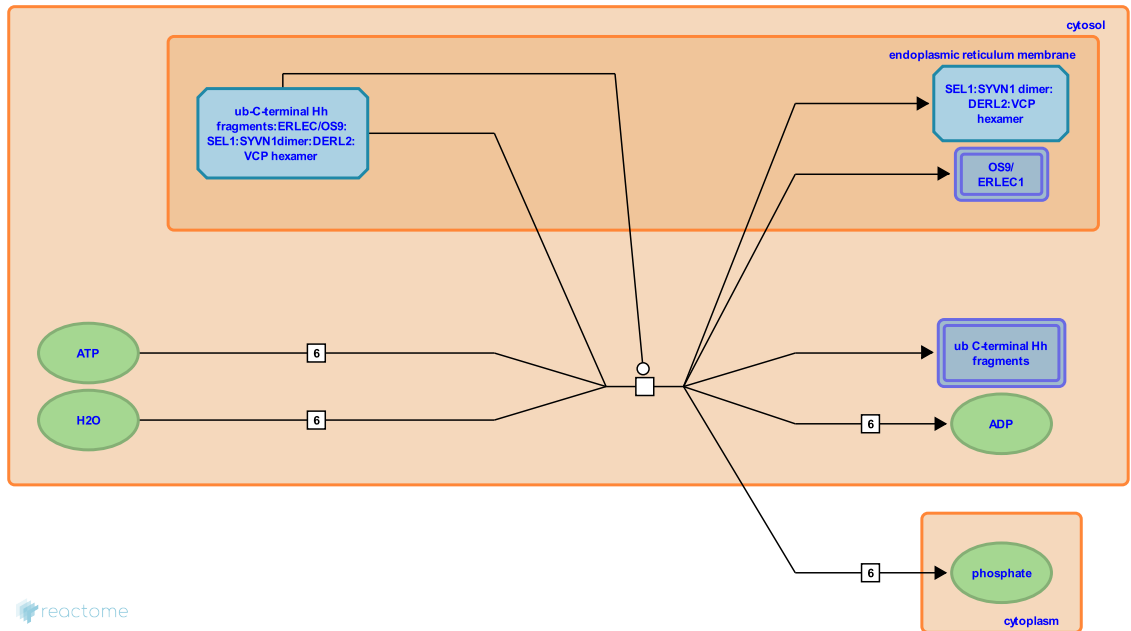 cytosol
endoplasmic reticulum membrane
ub-C-terminal Hh
fragments:ERLEC/OS9:
SEL1:SYVN1dimer:DERL2:
VCP hexamer
SEL1:SYVN1 dimer:
DERL2:VCP
hexamer
OS9/
ERLEC1
ATP
6
ub C-terminal Hh
fragments
H2O
6
6
ADP
6
phosphate
cytoplasm
reactome